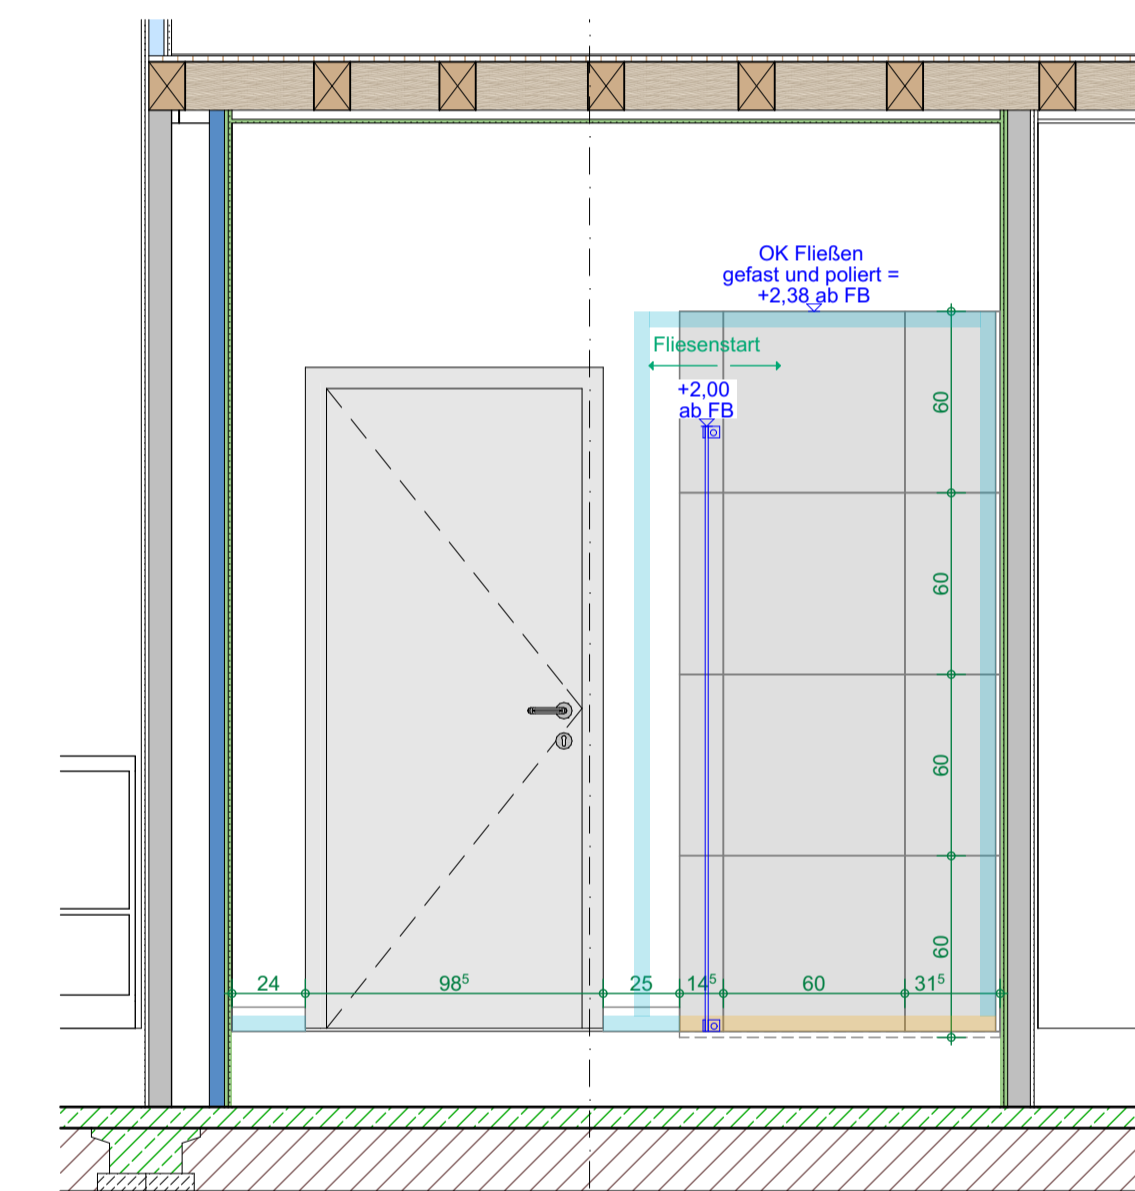 OK Fließen
gefast und poliert =
+2,38 ab FB
Fliesenstart
+2,00
ab FB
60
60
60
60
24
98⁵
25
14⁵
60
31⁵